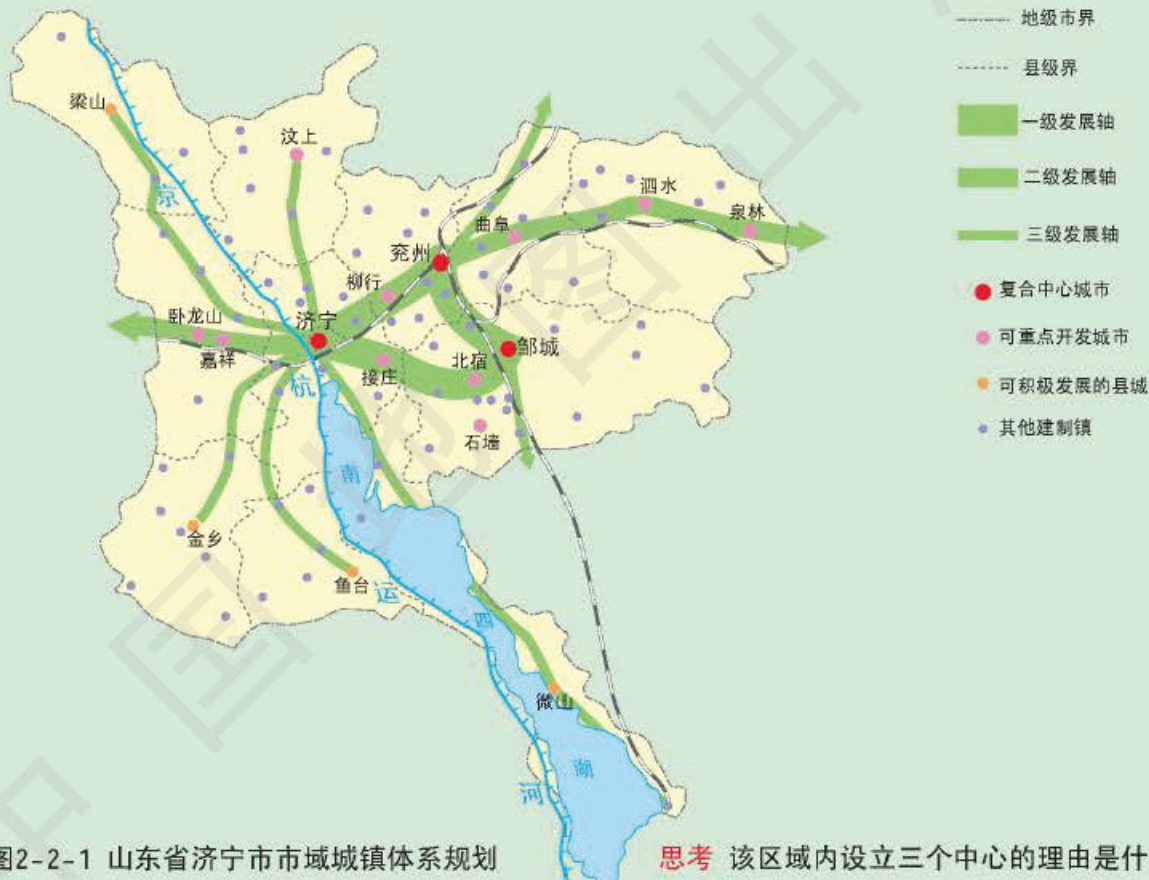 地级市界
县级界
一级发展轴
二级发展轴
三级发展轴
复合中心城市
可重点开发城市
可积极发展的县城
其他建制镇
梁山
汶上
京
泗水
泉林
曲阜
兖州
柳行
卧龙山
济宁
嘉祥
邹城
北宿
接庄
杭
石墙
南
金乡
鱼台
运
四
微山
湖
河
图2-2-1 山东省济宁市市域城镇体系规划
思考 该区域内设立三个中心的理由是什